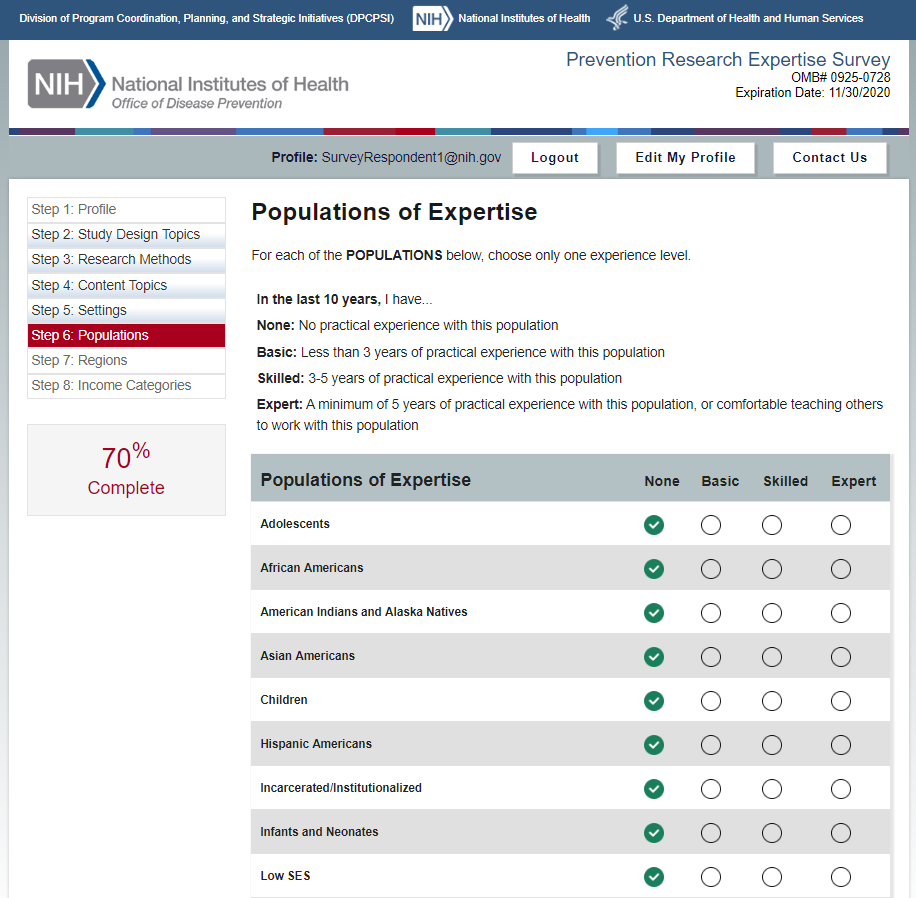 Division of Program Coordination, Planning, and Strategic Initiatives (DPCPSI) NIH National Institutes of Health U.S. Department of Health and Human Services
NIH National Institutes of Health
Office of Disease Prevention
Prevention Research Expertise Survey
OMB# 0925-0728
Expiration Date: 11/30/2020
Profile: SurveyRespondent1@nih.gov Logout Edit My Profile Contact Us
Step 1: Profile
Step 2: Study Design Topics
Step 3: Research Methods
Step 4: Content Topics
Step 5: Settings
Step 6: Populations
Step 7: Regions
Step 8: Income Categories
70%
Complete
Populations of Expertise
For each of the POPULATIONS below, choose only one experience level.
In the last 10 years, I have...
None: No practical experience with this population
Basic: Less than 3 years of practical experience with this population
Skilled: 3-5 years of practical experience with this population
Expert: A minimum of 5 years of practical experience with this population, or comfortable teaching others
to work with this population
Populations of Expertise None Basic Skilled Expert
Adolescents
African Americans
American Indians and Alaska Natives
Asian Americans
Children
Hispanic Americans
Incarcerated/Institutionalized
Infants and Neonates
Low SES